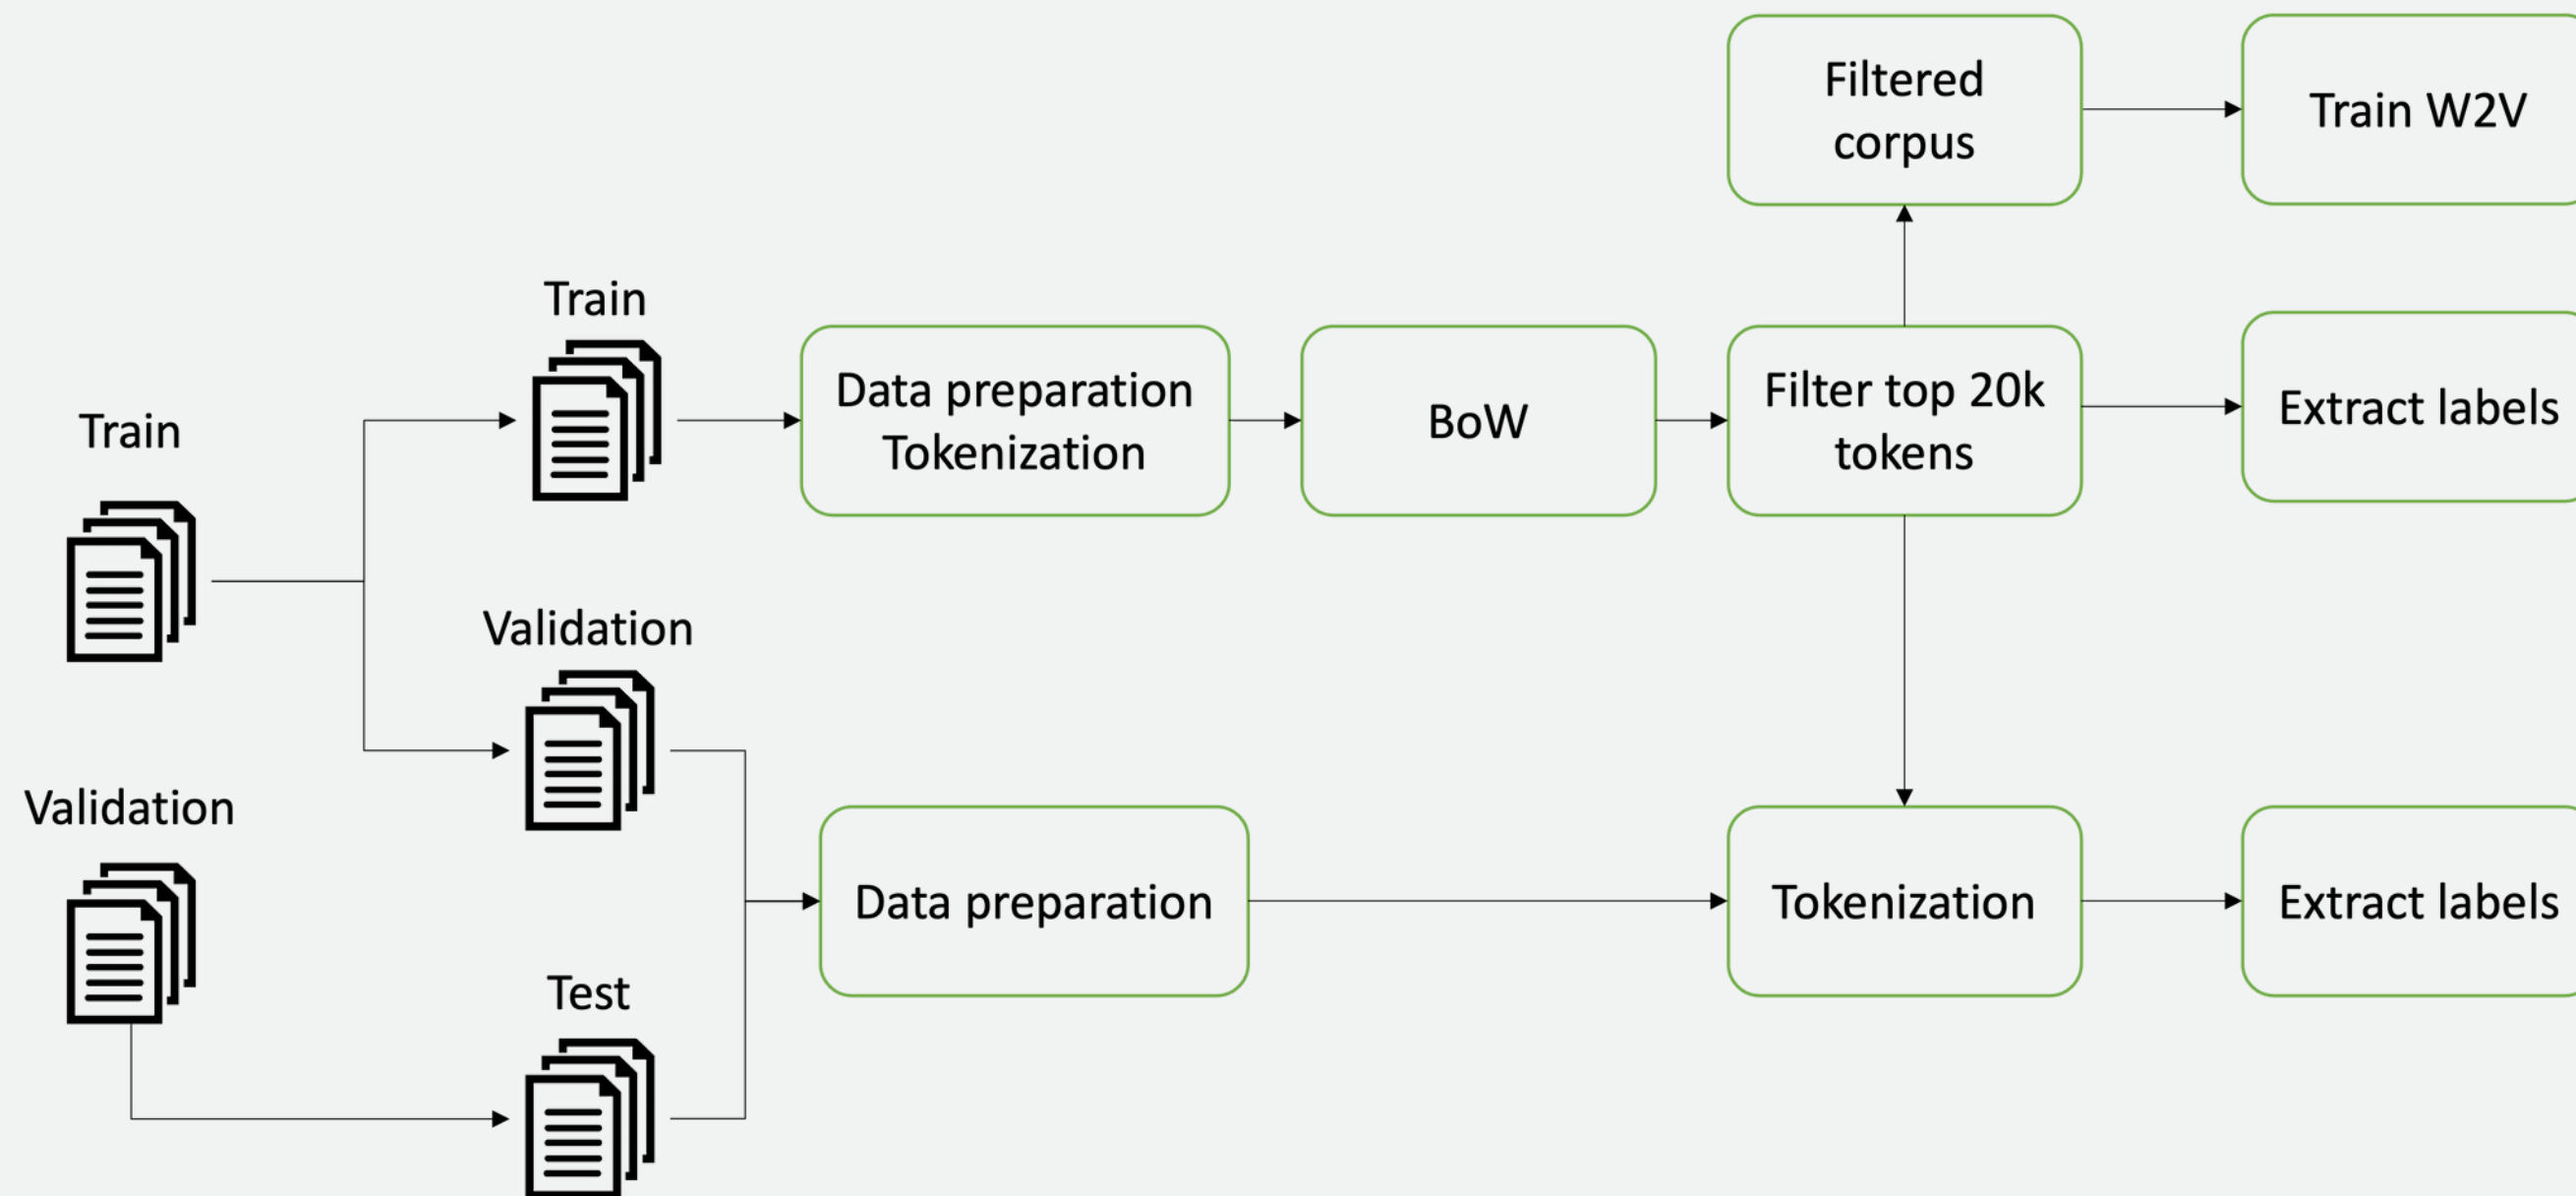 Filtered
corpus
Train W2V
Train
Data preparation
Tokenization
BoW
Filter top 20k
tokens
Extract labels
Train
Validation
Validation
Data preparation
Tokenization
Extract labels
Test